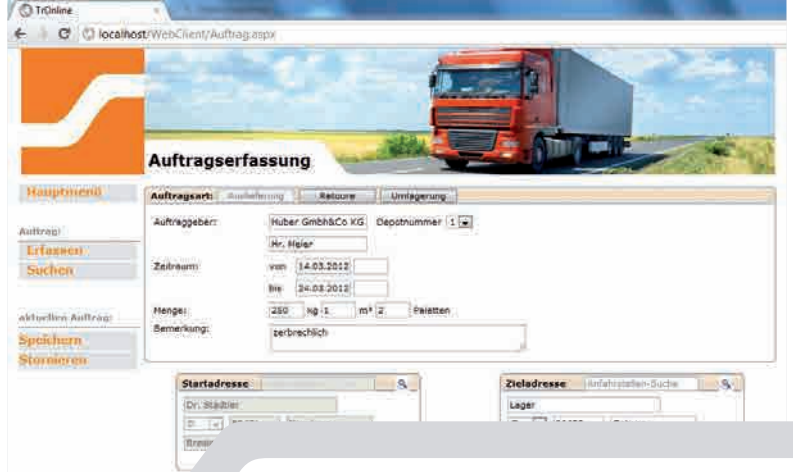 TrOnline
localhost/WebClient/Auftrag.aspx
Auftragserfassung
Hauptmenü
Auftragsart: Auslieferung Retoure Umlagerung
Auftraggeber: Huber GmbH&Co KG Depotnummer 1
Hr. Meier
Auftrag:
Erfassen
Suchen
Zeitraum: von 14.03.2012
bis 24.03.2012
Menge: 250 kg 1 m³ 2 Paletten
Bemerkung: zerbrechlich
aktueller Auftrag:
Speichern
Stornieren
Startadresse
Zieladresse Anfahrstellen-Suche
Dr. Städtler
Lager
D